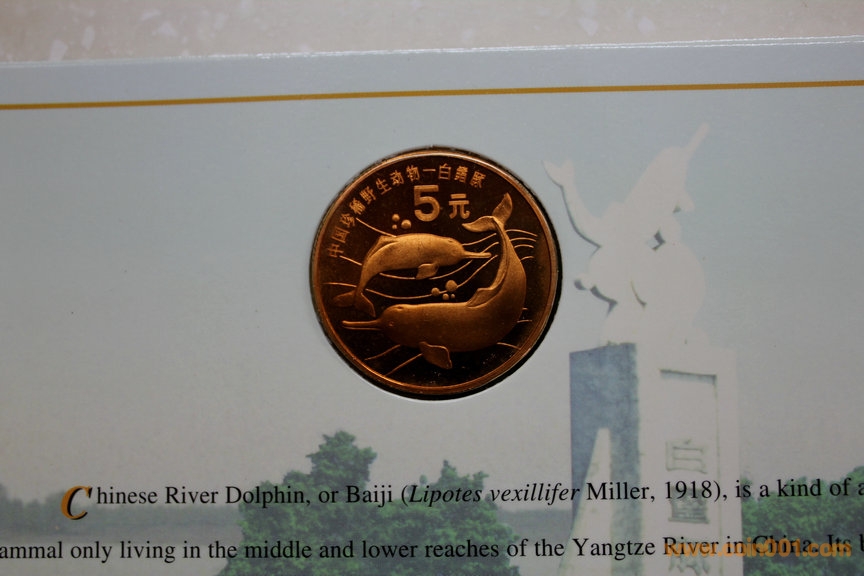 中国珍稀野生动物—白鱀豚
5元
白
Chinese River Dolphin, or Baiji (Lipotes vexillifer Miller, 1918), is a kind of a
ammal only living in the middle and lower reaches of the Yangtze River in China. Its